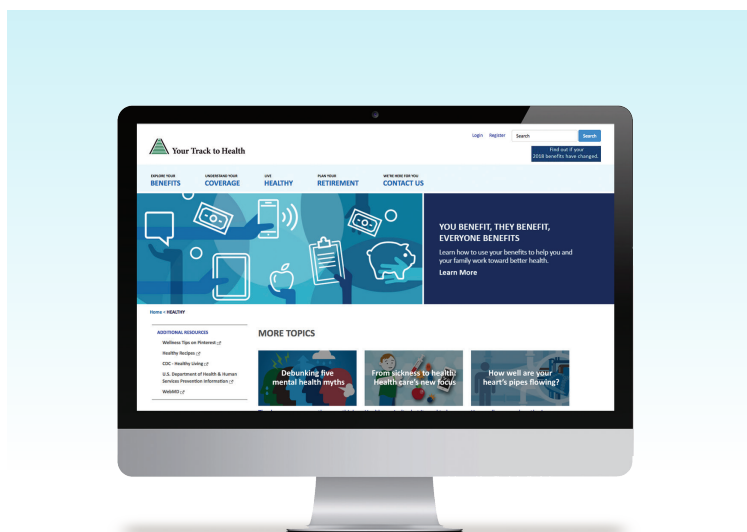 Login Register Search Search
Your Track to Health
Find out if your
2018 benefits have changed.
EXPLORE YOUR
BENEFITS
UNDERSTAND YOUR
COVERAGE
LIVE
HEALTHY
PLAN YOUR
RETIREMENT
WE'RE HERE FOR YOU
CONTACT US
YOU BENEFIT, THEY BENEFIT,
EVERYONE BENEFITS
Learn how to use your benefits to help you and
your family work toward better health.
Learn More
Home < HEALTHY
ADDITIONAL RESOURCES
Wellness Tips on Pinterest
Healthy Recipes
CDC - Healthy Living
U.S. Department of Health & Human
Services Prevention Information
WebMD
MORE TOPICS
Debunking five
mental health myths
From sickness to health:
Health care's new focus
How well are your
heart's pipes flowing?